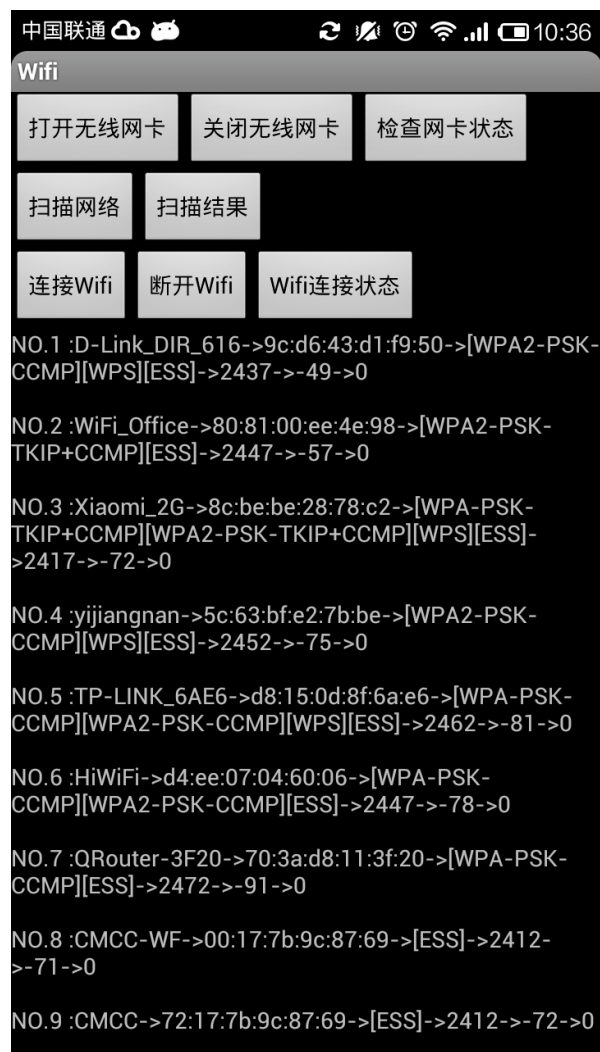 中国联通 10:36
Wifi
打开无线网卡 关闭无线网卡 检查网卡状态
扫描网络 扫描结果
连接Wifi 断开Wifi Wifi连接状态
NO.1 :D-Link_DIR_616->9c:d6:43:d1:f9:50->[WPA2-PSK-
CCMP][WPS][ESS]->2437->-49->0
NO.2 :WiFi_Office->80:81:00:ee:4e:98->[WPA2-PSK-
TKIP+CCMP][ESS]->2447->-57->0
NO.3 :Xiaomi_2G->8c:be:be:28:78:c2->[WPA-PSK-
TKIP+CCMP][WPA2-PSK-TKIP+CCMP][WPS][ESS]-
>2417->-72->0
NO.4 :yijiangnan->5c:63:bf:e2:7b:be->[WPA2-PSK-
CCMP][WPS][ESS]->2452->-75->0
NO.5 :TP-LINK_6AE6->d8:15:0d:8f:6a:e6->[WPA-PSK-
CCMP][WPA2-PSK-CCMP][WPS][ESS]->2462->-81->0
NO.6 :HiWiFi->d4:ee:07:04:60:06->[WPA-PSK-
CCMP][WPA2-PSK-CCMP][ESS]->2447->-78->0
NO.7 :QRouter-3F20->70:3a:d8:11:3f:20->[WPA-PSK-
CCMP][ESS]->2472->-91->0
NO.8 :CMCC-WF->00:17:7b:9c:87:69->[ESS]->2412-
>-71->0
NO.9 :CMCC->72:17:7b:9c:87:69->[ESS]->2412->-72->0